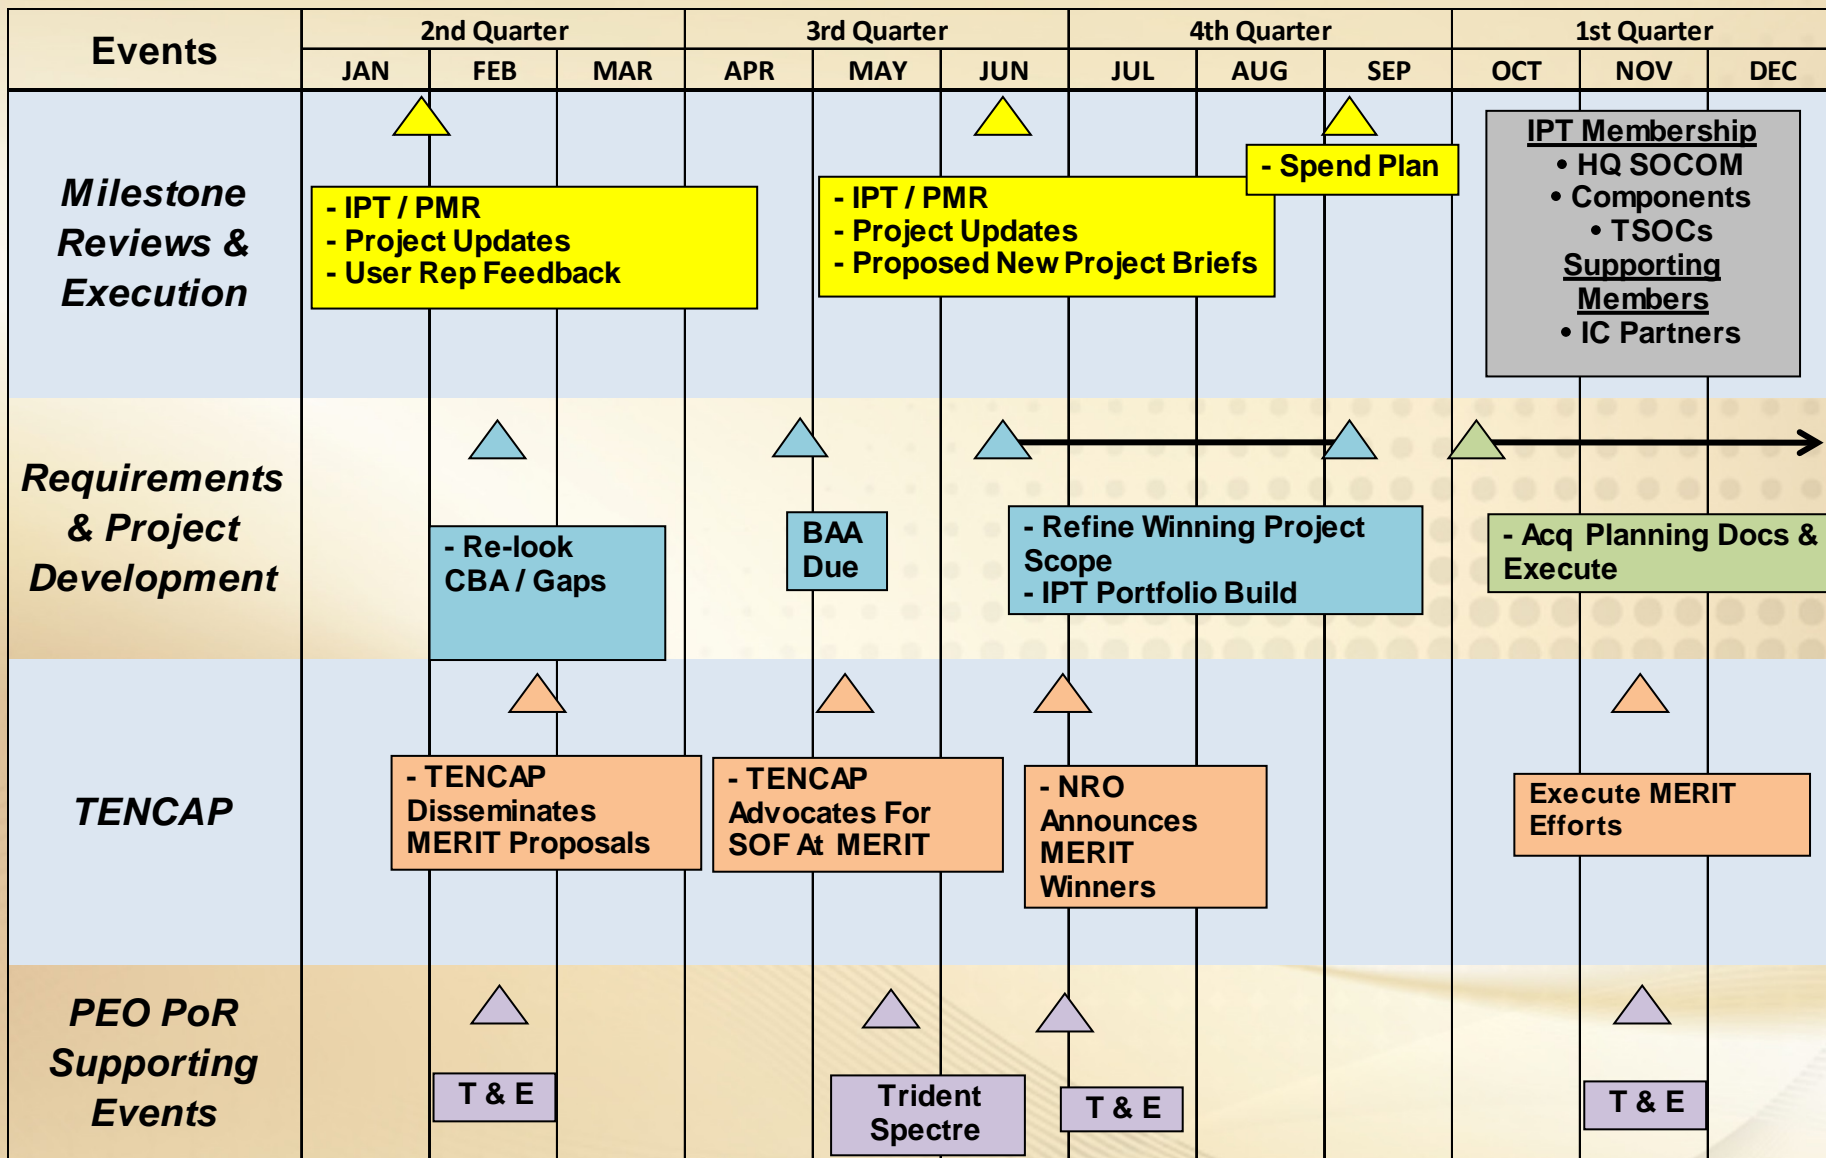 Events
2nd Quarter
3rd Quarter
4th Quarter
1st Quarter
JAN
FEB
MAR
APR
MAY
JUN
JUL
AUG
SEP
OCT
NOV
DEC
Milestone
Reviews &
Execution
- IPT / PMR
- Project Updates
- User Rep Feedback
- IPT / PMR
- Project Updates
- Proposed New Project Briefs
- Spend Plan
IPT Membership
• HQ SOCOM
• Components
• TSOCs
Supporting
Members
• IC Partners
Requirements
& Project
Development
- Re-look
CBA / Gaps
BAA
Due
- Refine Winning Project
Scope
- IPT Portfolio Build
- Acq Planning Docs &
Execute
TENCAP
- TENCAP
Disseminates
MERIT Proposals
- TENCAP
Advocates For
SOF At MERIT
- NRO
Announces
MERIT
Winners
Execute MERIT
Efforts
PEO PoR
Supporting
Events
T & E
Trident
Spectre
T & E
T & E